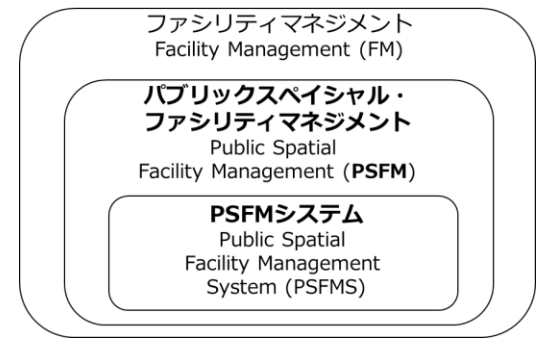 ファシリティマネジメント
Facility Management (FM)
パブリックスペイシャル・
ファシリティマネジメント
Public Spatial
Facility Management (PSFM)
PSFMシステム
Public Spatial
Facility Management
System (PSFMS)